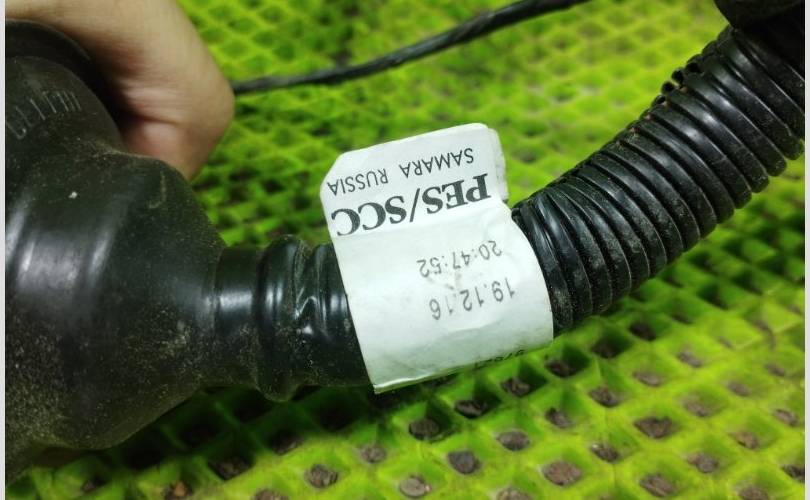 19.12.16
20:47:52
PES/SCC
SAMARA RUSSIA